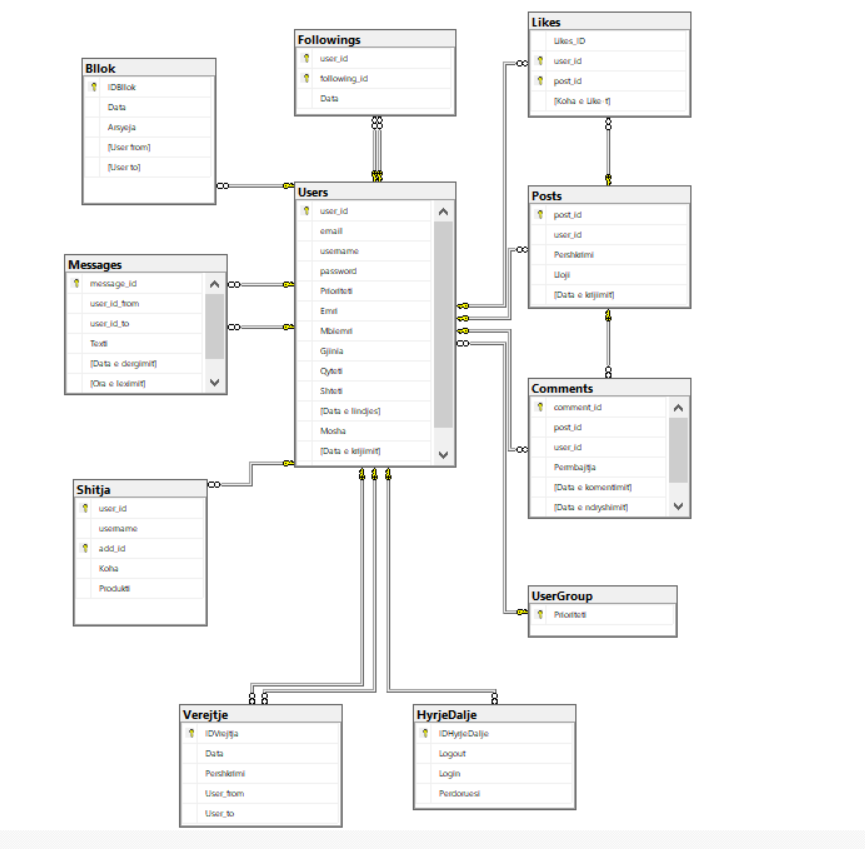 Likes
Likes_ID
user_id
post_id
[Koha e Like-t]
Followings
user_id
following_id
Data
Bllok
IDBllok
Data
Arsyeja
[User from]
[User to]
Users
user_id
email
username
password
Prioriteti
Emri
Mbiemri
Gjinia
Qyteti
Shteti
[Data e lindjes]
Mosha
[Data e krijimit]
Posts
post_id
user_id
Pershkrimi
Lloji
[Data e krijimit]
Messages
message_id
user_id_from
user_id_to
Texti
[Data e dergimit]
[Ora e leximit]
Comments
comment_id
post_id
user_id
Permbajtja
[Data e komentimit]
[Data e ndryshimit]
Shitja
user_id
username
add_id
Koha
Produkti
UserGroup
Prioriteti
Verejtje
IDVrejtja
Data
Pershkrimi
User_from
User_to
HyrjeDalje
IDHyrjeDalje
Logout
Login
Perdoruesi